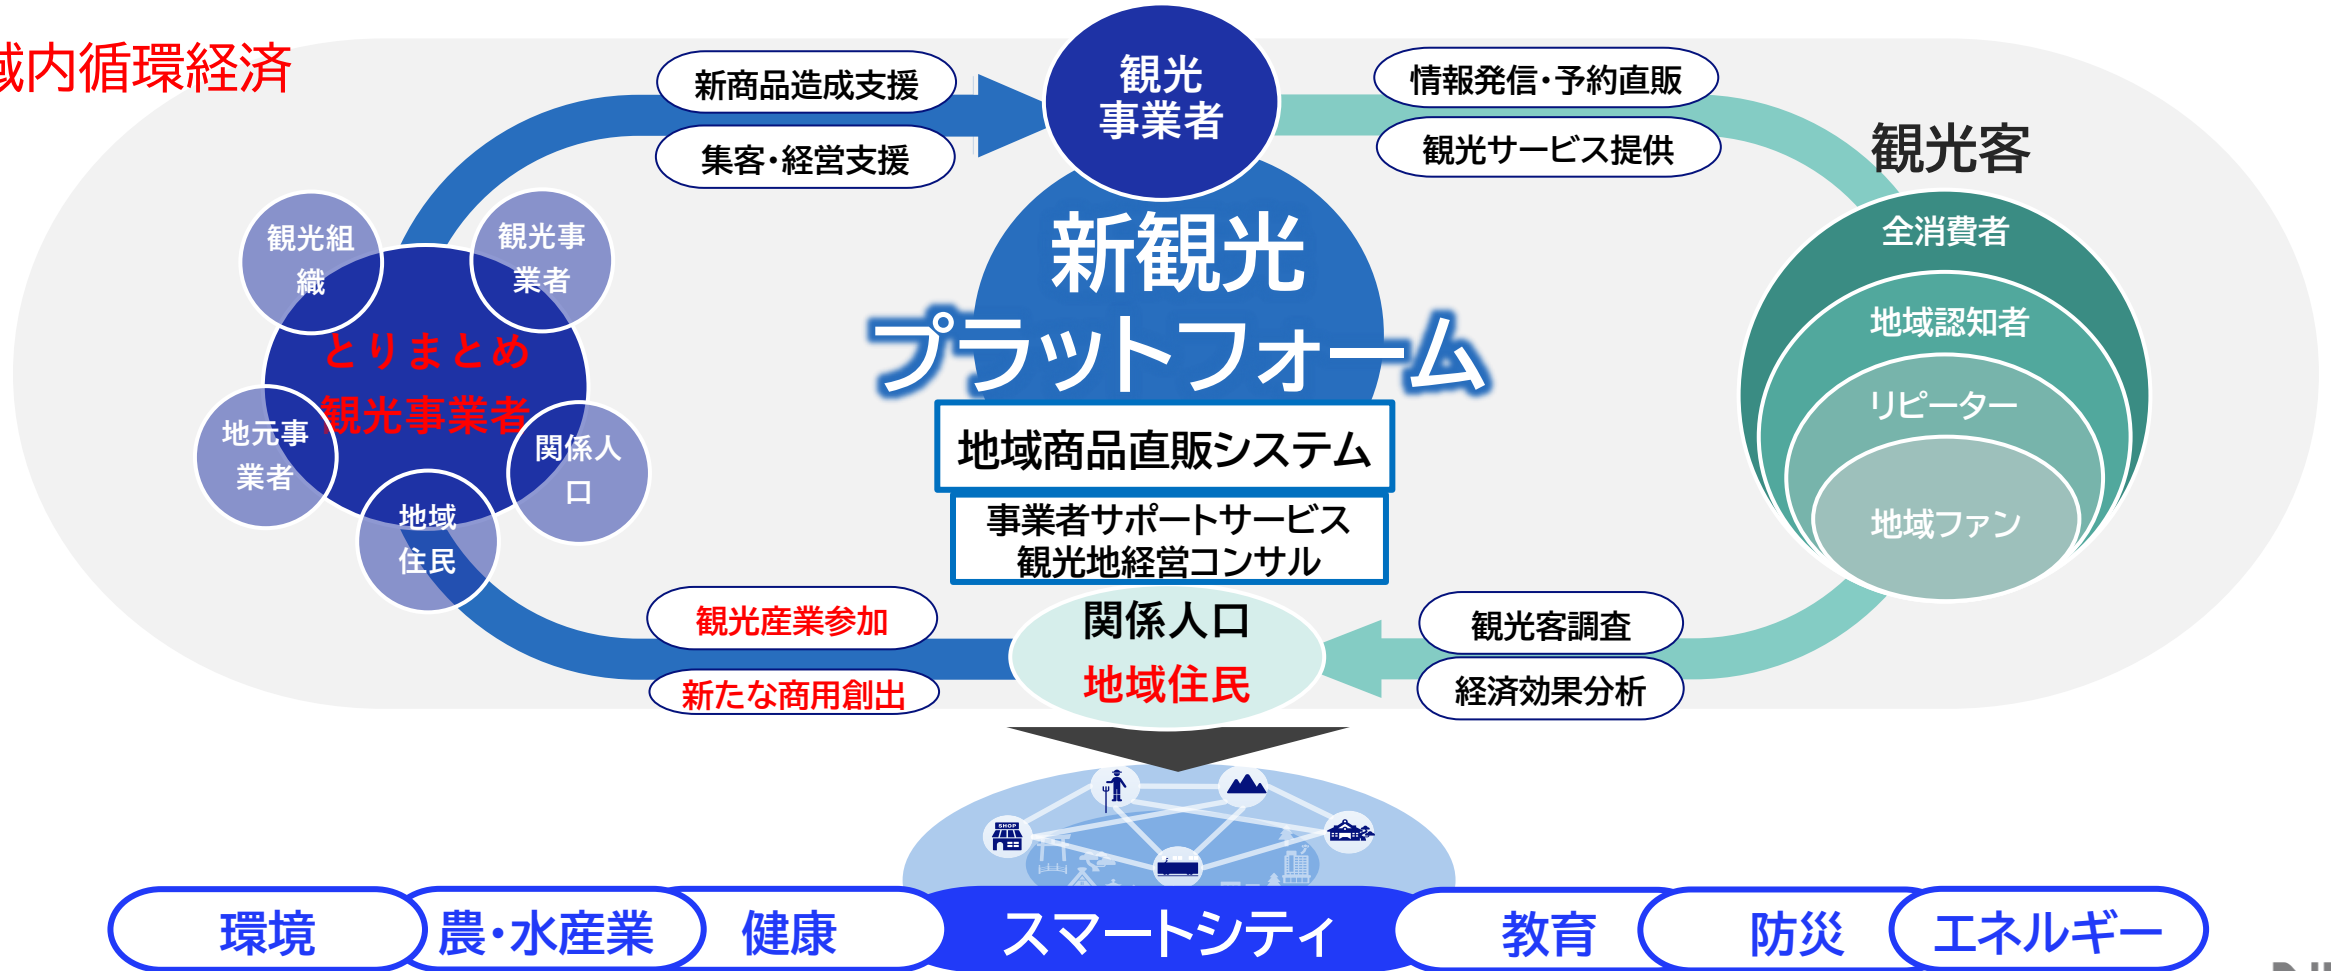 域内循環経済
新商品造成支援
集客・経営支援
観光
事業者
情報発信・予約直販
観光サービス提供
観光客
観光組
織
観光事
業者
とりまとめ
観光事業者
地元事
業者
関係人
口
地域
住民
新観光
プラットフォーム
地域商品直販システム
事業者サポートサービス
観光地経営コンサル
全消費者
地域認知者
リピーター
地域ファン
観光産業参加
新たな商用創出
関係人口
地域住民
観光客調査
経済効果分析
SHOP
環境
農・水産業
健康
スマートシティ
教育
防災
エネルギー